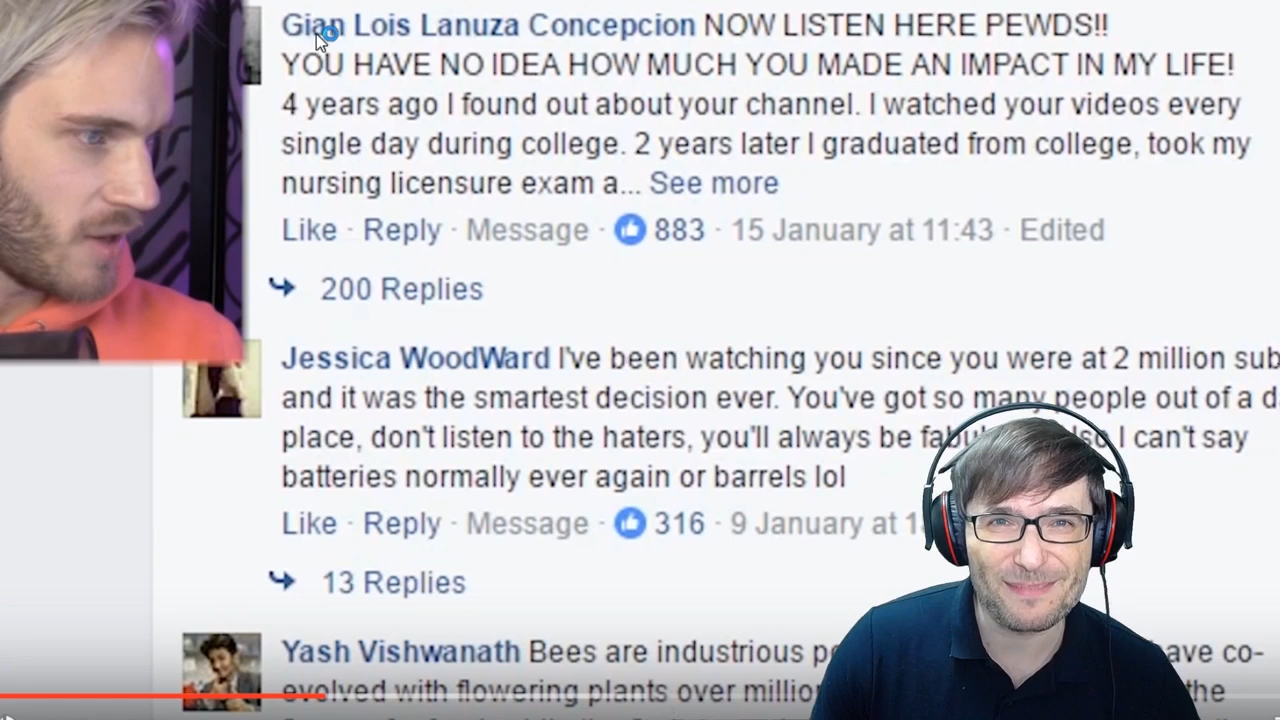 Gian Lois Lanuza Concepcion NOW LISTEN HERE PEWDS!!
YOU HAVE NO IDEA HOW MUCH YOU MADE AN IMPACT IN MY LIFE!
4 years ago I found out about your channel. I watched your videos every
single day during college. 2 years later I graduated from college, took my
nursing licensure exam a... See more
Like · Reply · Message · 883 · 15 January at 11:43 · Edited
200 Replies
Jessica WoodWard I've been watching you since you were at 2 million sub
and it was the smartest decision ever. You've got so many people out of a
place, don't listen to the haters, you'll always be I can't say
batteries normally ever again or barrels lol
Like · Reply · Message · 316 · 9 January at
13 Replies
Yash Vishwanath Bees are industrious co-
evolved with flowering plants over the